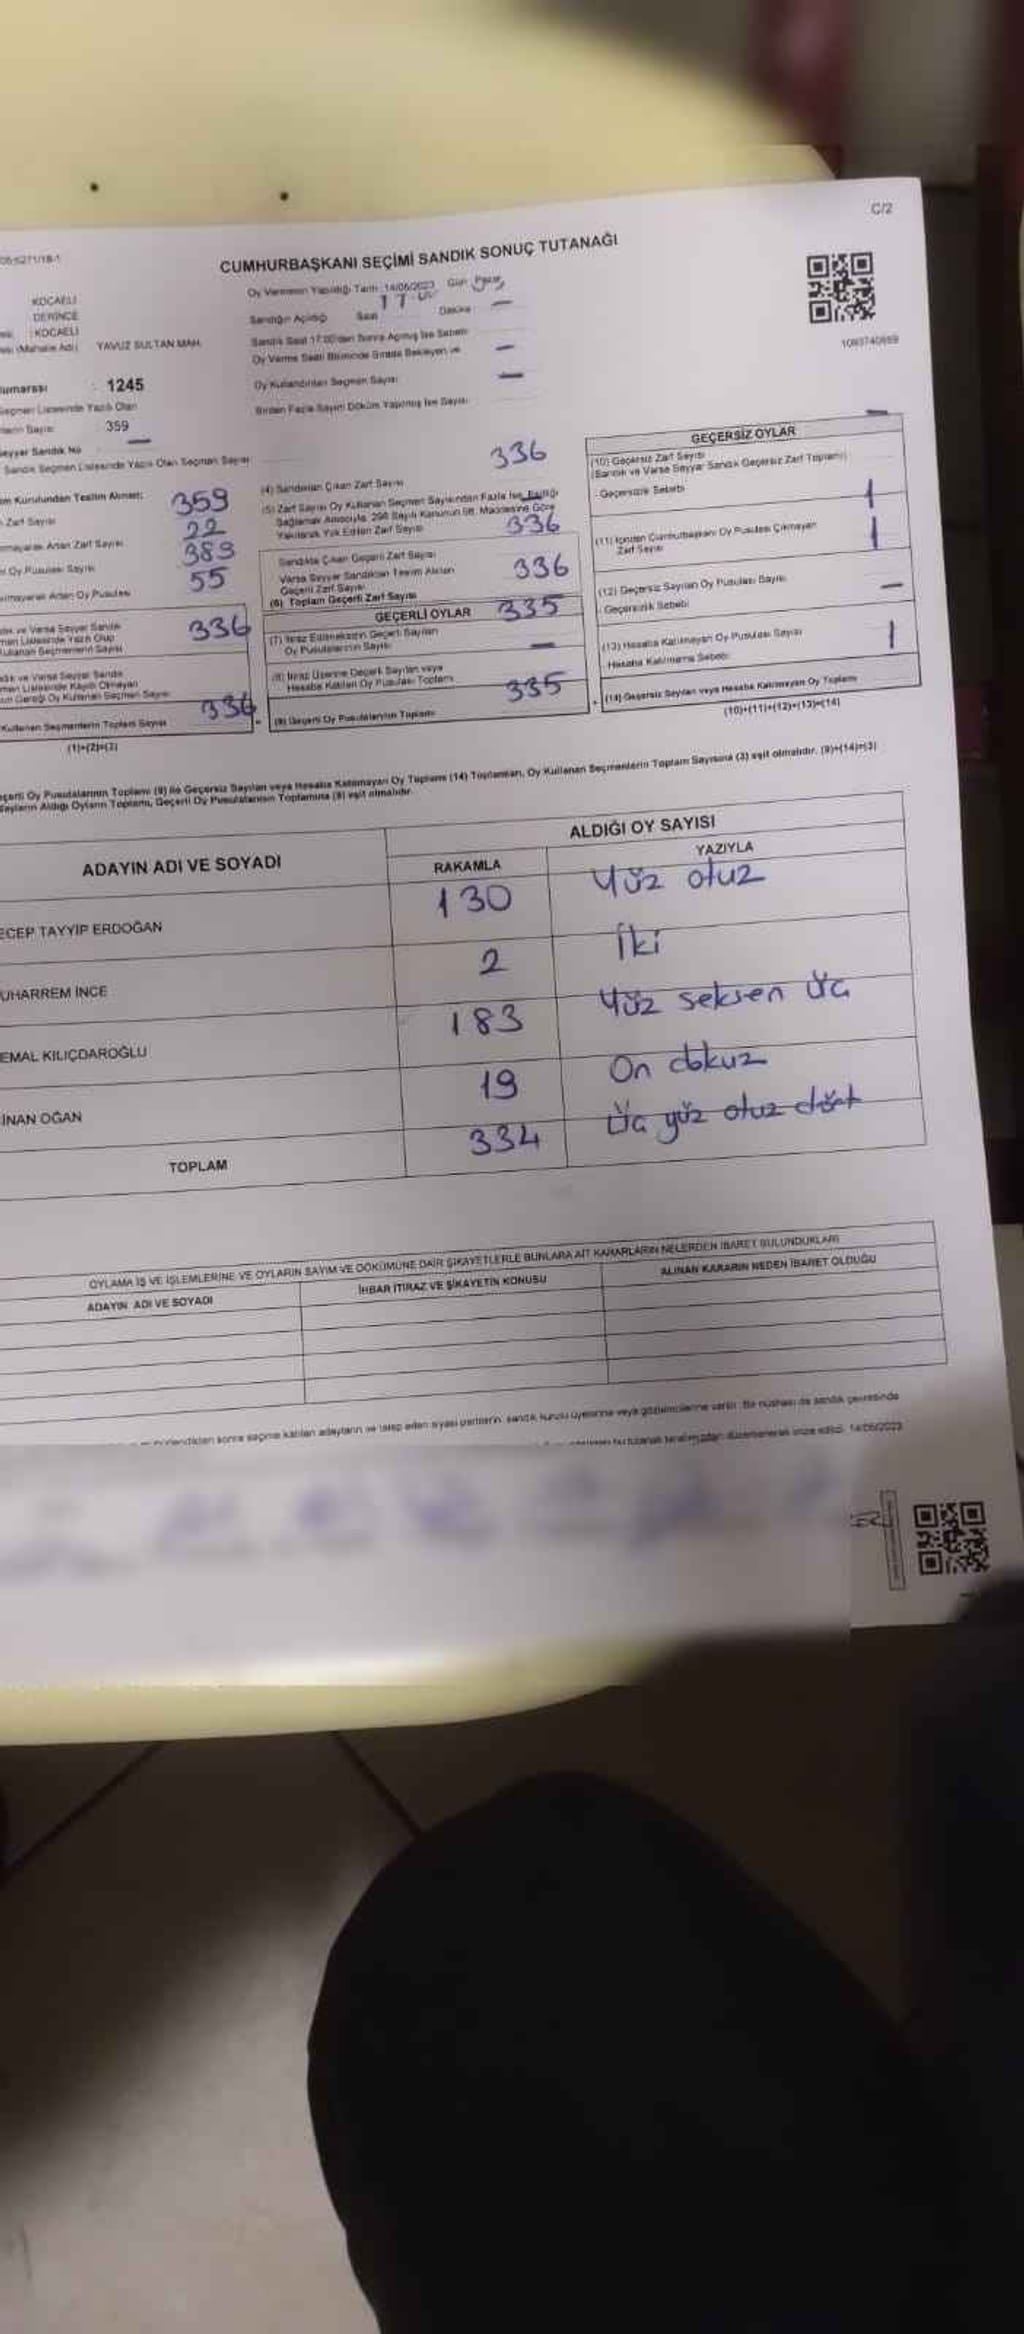 C/2
CUMHURBAŞKANI SEÇİMİ SANDIK SONUÇ TUTANAĞI
KOCAELİ
DERİNCE
KOCAELİ
(Mahalle Adı) YAVUZ SULTAN MAH.
Oy Vermenin Yapıldığı Tarih: 14/05/2023 Gün: Pazar
Sandığın Açıldığı Saat 17:00 Dakika —
Sandık Saat 17:00'den Sonra Açılmış İse Sebebi
Oy Verme Saati Bitiminde Sırada Bekleyen ve —
Oy Kullandırılan Seçmen Sayısı —
Birden Fazla Sayım Döküm Yapılmış İse Sayısı
1093740669
: 1245
Seçmen Listesinde Yazılı Olan
Sayısı : 359
Seyyar Sandık No —
Sandık Seçmen Listesinde Yazılı Olan Seçmen Sayısı
Kurulundan Teslim Alınan;
Zarf Sayısı 359
Artan Zarf Sayısı 22
Oy Pusulası Sayısı 383
Artan Oy Pusulası 55
ve Varsa Seyyar Sandık
Listesinde Yazılı Olup
Kullanan Seçmenlerin Sayısı 336
ve Varsa Seyyar Sandık
Listesinde Kayıtlı Olmayan
Gereği Oy Kullanan Seçmen Sayısı
Kullanan Seçmenlerin Toplam Sayısı 336
(1)+(2)=(3)
(4) Sandıktan Çıkan Zarf Sayısı 336
(5) Zarf Sayısı Oy Kullanan Seçmen Sayısından Fazla İse Eşitliği
Sağlamak Amacıyla, 298 Sayılı Kanunun 98. Maddesine Göre
Yakılarak Yok Edilen Zarf Sayısı —
Sandıkta Çıkan Geçerli Zarf Sayısı 336
Varsa Seyyar Sandıktan Teslim Alınan
Geçerli Zarf Sayısı
(6) Toplam Geçerli Zarf Sayısı 336
GEÇERLİ OYLAR
(7) İtiraz Edilmeksizin Geçerli Sayılan
Oy Pusulalarının Sayısı 335
(8) İtiraz Üzerine Geçerli Sayılan veya
Hesaba Katılan Oy Pusulası Toplamı —
(9) Geçerli Oy Pusulalarının Toplamı 335
GEÇERSİZ OYLAR
(10) Geçersiz Zarf Sayısı —
(Sandık ve Varsa Seyyar Sandık Geçersiz Zarf Toplamı)
Geçersizlik Sebebi
1
(11) İçinden Cumhurbaşkanı Oy Pusulası Çıkmayan
Zarf Sayısı 1
(12) Geçersiz Sayılan Oy Pusulası Sayısı
Geçersizlik Sebebi —
(13) Hesaba Katılmayan Oy Pusulası Sayısı
Hesaba Katılmama Sebebi 1
(14) Geçersiz Sayılan veya Hesaba Katılmayan Oy Toplamı
(10)+(11)+(12)+(13)=(14)
Oy Pusulalarının Toplamı (9) ile Geçersiz Sayılan veya Hesaba Katılmayan Oy Toplamı (14) Toplamları, Oy Kullanan Seçmenlerin Toplam Sayısına (3) eşit olmalıdır. (9)+(14)=(3)
Aldığı Oyların Toplamı, Geçerli Oy Pusulalarının Toplamına (9) eşit olmalıdır.
ADAYIN ADI VE SOYADI
ALDIĞI OY SAYISI
RAKAMLA YAZIYLA
ECEP TAYYİP ERDOĞAN 130 Yüz otuz
UHARREM İNCE 2 İki
EMAL KILIÇDAROĞLU 183 Yüz seksen üç
İNAN OĞAN 19 On dokuz
TOPLAM 334 Üç yüz otuz dört
OYLAMA İŞ VE İŞLEMLERİNE VE OYLARIN SAYIM VE DÖKÜMÜNE DAİR ŞİKAYETLERLE BUNLARA AİT KARARLARIN NELERDEN İBARET BULUNDUKLARI
ADAYIN ADI VE SOYADI İHBAR İTİRAZ VE ŞİKAYETİN KONUSU ALINAN KARARIN NEDEN İBARET OLDUĞU
sonra seçime katılan adayların ve talep eden siyasi partilerin, sandık kurulu üyelerine veya gözlemcilerine verilir. Bir nüshası da sandık çevresinde
14/05/2023